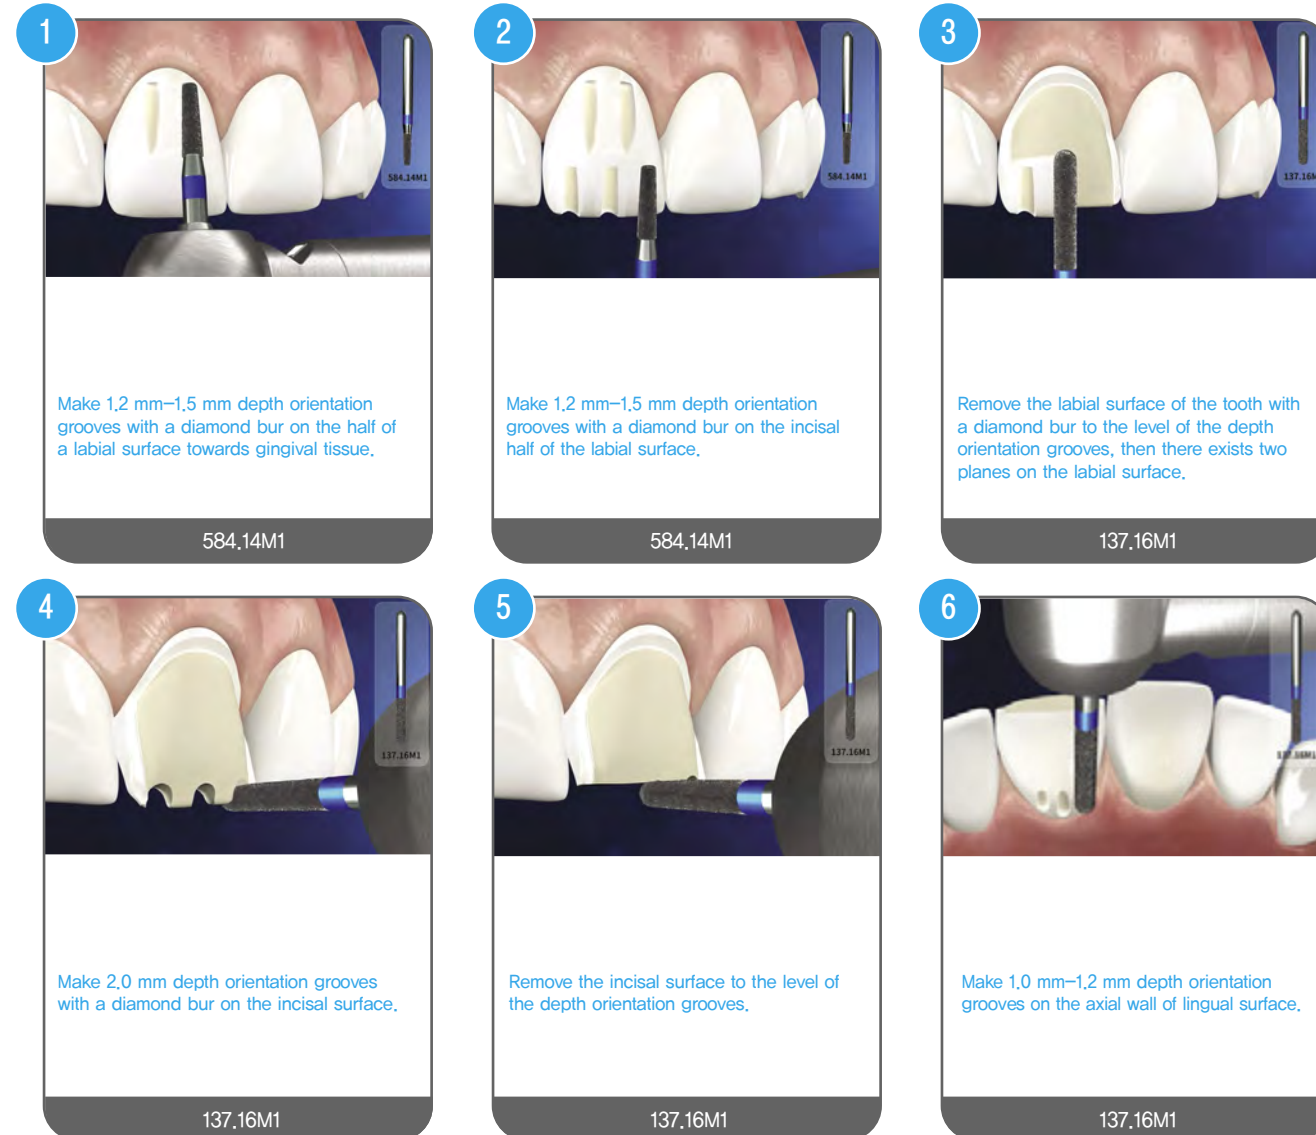 1
584.14M1
Make 1.2 mm–1.5 mm depth orientation
grooves with a diamond bur on the half of
a labial surface towards gingival tissue.
584.14M1
2
584.14M1
Make 1.2 mm–1.5 mm depth orientation
grooves with a diamond bur on the incisal
half of the labial surface.
584.14M1
3
137.16M
Remove the labial surface of the tooth with
a diamond bur to the level of the depth
orientation grooves, then there exists two
planes on the labial surface.
137.16M1
4
137.16M1
Make 2.0 mm depth orientation grooves
with a diamond bur on the incisal surface.
137.16M1
5
137.16M1
Remove the incisal surface to the level of
the depth orientation grooves.
137.16M1
6
Make 1.0 mm–1.2 mm depth orientation
grooves on the axial wall of lingual surface.
137.16M1